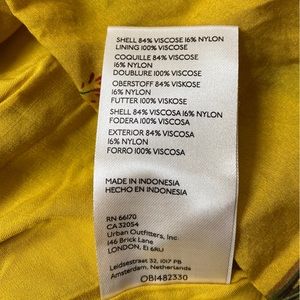 SHELL 84% VISCOSE 16% NYLON
LINING 100% VISCOSE
COQUILLE 84% VISCOSE
16% NYLON
DOUBLURE 100% VISCOSE
OBERSTOFF 84% VISKOSE
16% NYLON
FUTTER 100% VISKOSE
SHELL 84% VISCOSA 16% NYLON
FODERA 100% VISCOSA
EXTERIOR 84% VISCOSA
16% NYLON
FORRO 100% VISCOSA
MADE IN INDONESIA
HECHO EN INDONESIA
RN 66170
CA 32054
Urban Outfitters, Inc.
146 Brick Lane
LONDON, E1 6RU
Leidsestraat 32, 1017 PB
Amsterdam, Netherlands
OB1482330